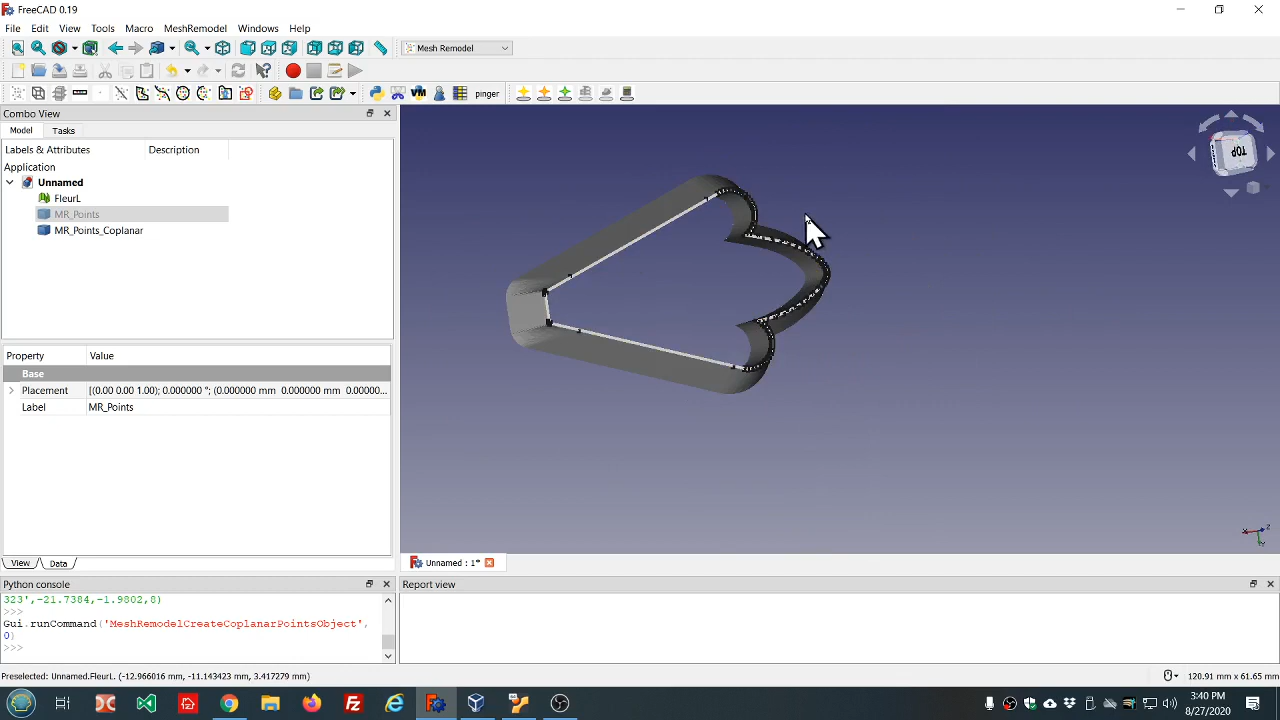 FreeCAD 0.19
File Edit View Tools Macro MeshRemodel Windows Help
Mesh Remodel
pinger
Combo View
Model Tasks
Labels & Attributes Description
Application
Unnamed
FleurL
MR_Points
MR_Points_Coplanar
TOP
Property Value
Base
Placement [(0.00 0.00 1.00); 0.000000 °; (0.000000 mm 0.000000 mm 0.00000...
Label MR_Points
View Data
Unnamed : 1*
Python console
Report view
323',-21.7384,-1.9802,8)
>>>
Gui.runCommand('MeshRemodelCreateCoplanarPointsObject',
0)
>>>
Preselected: Unnamed.FleurL. (-12.966016 mm, -11.143423 mm, 3.417279 mm)
120.91 mm x 61.65 mm
3:40 PM
8/27/2020